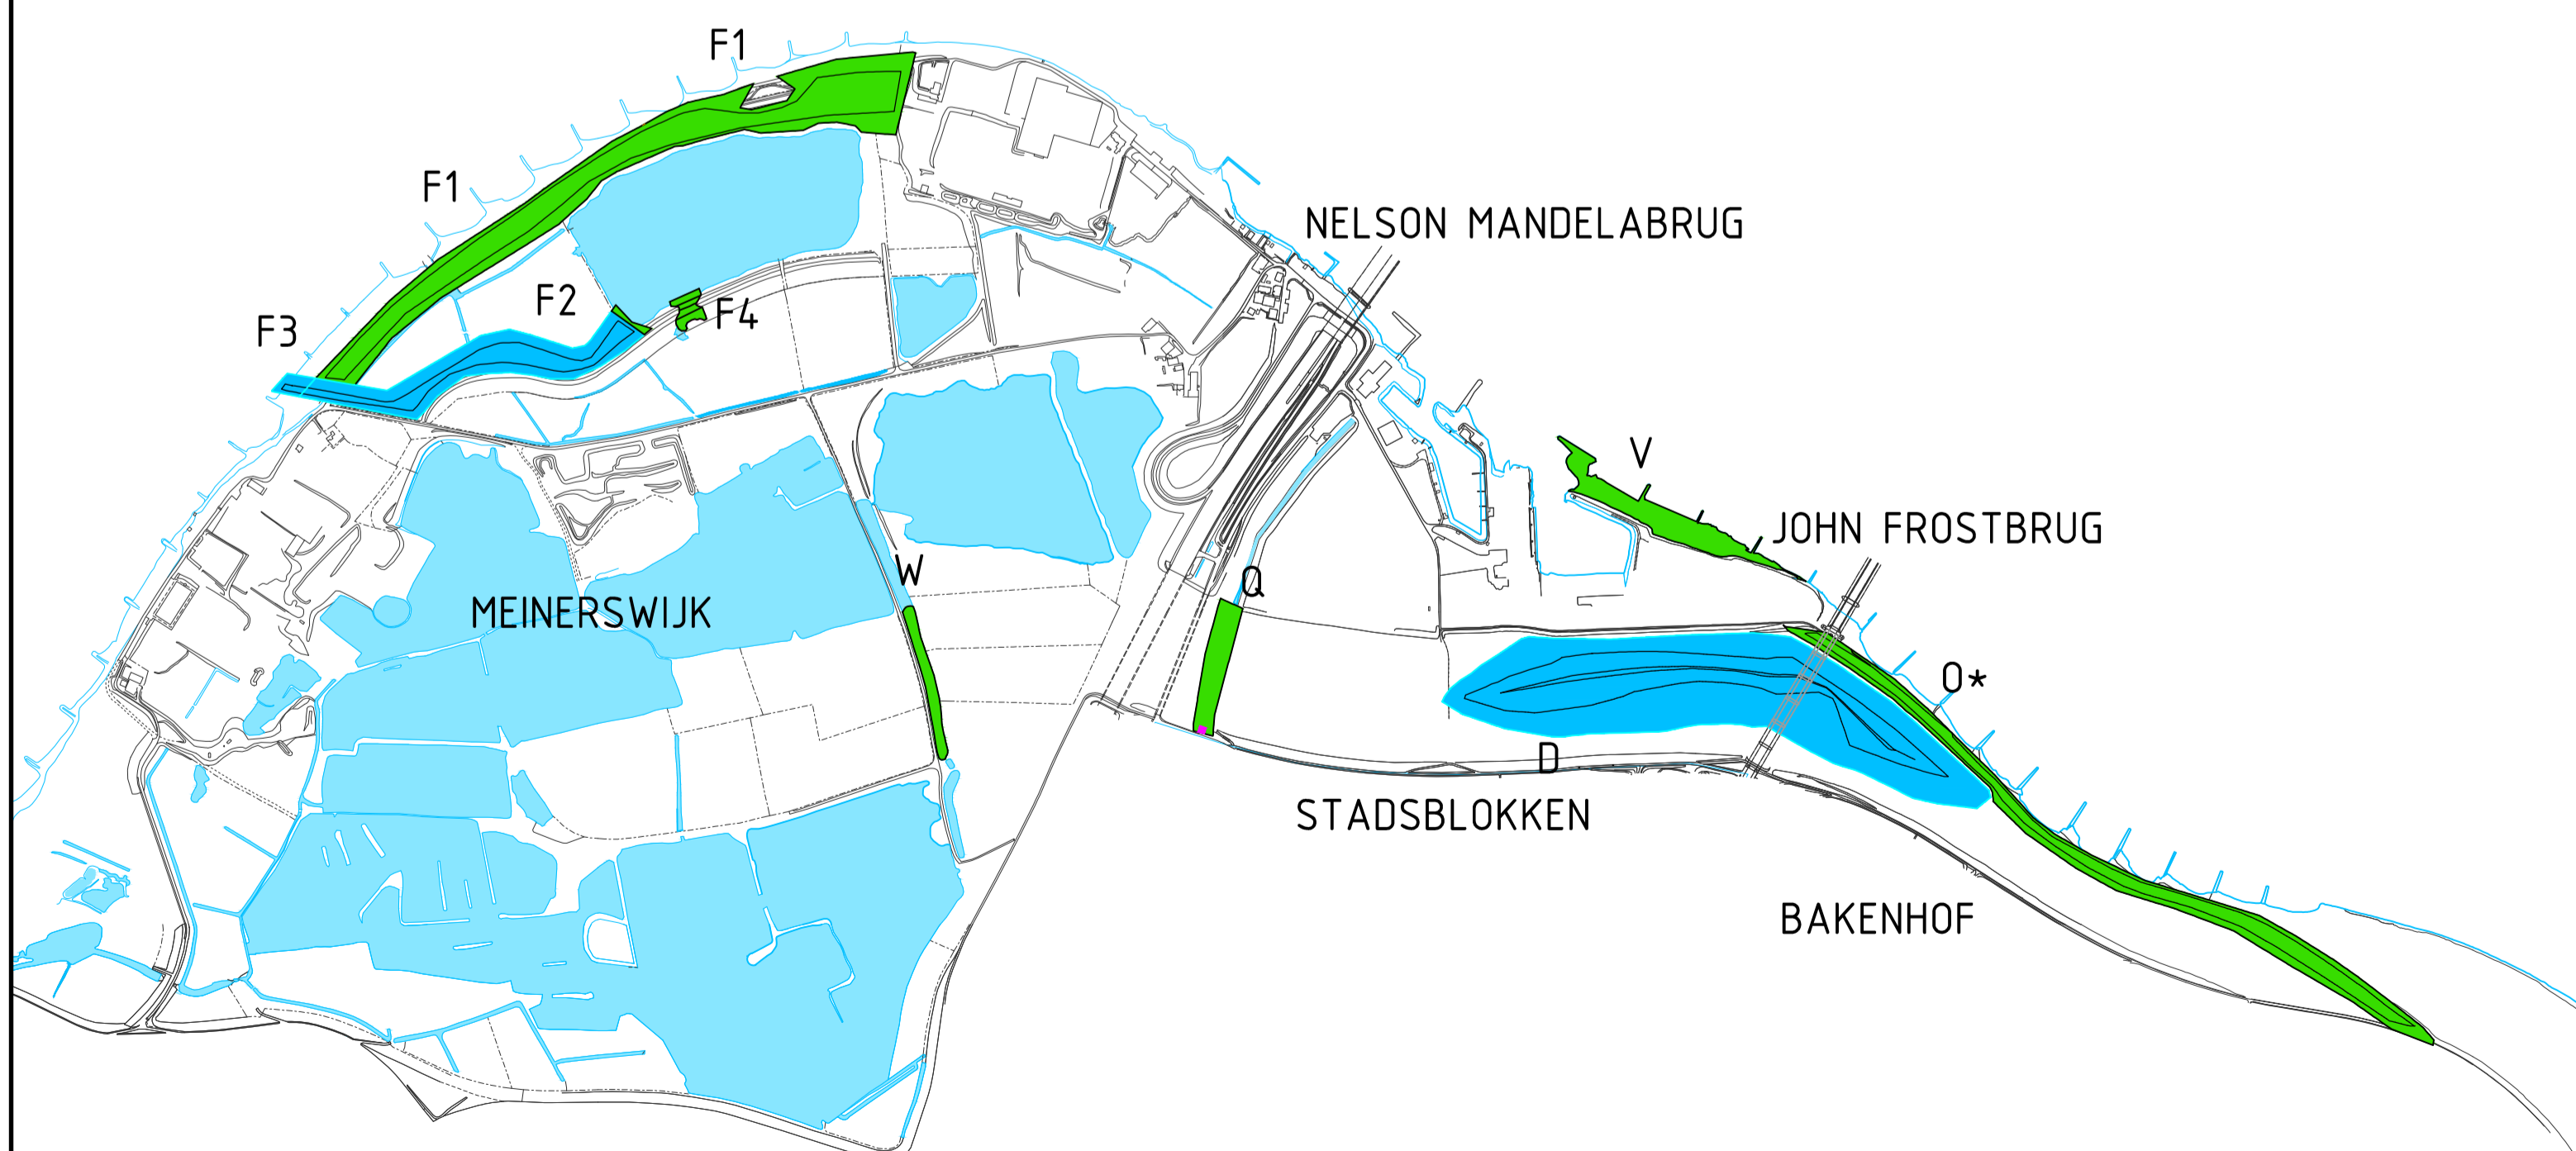 F1
F1
NELSON MANDELABRUG
F2
F4
F3
V
JOHN FROSTBRUG
W
Q
MEINERSWIJK
O*
D
STADSBLOKKEN
BAKENHOF